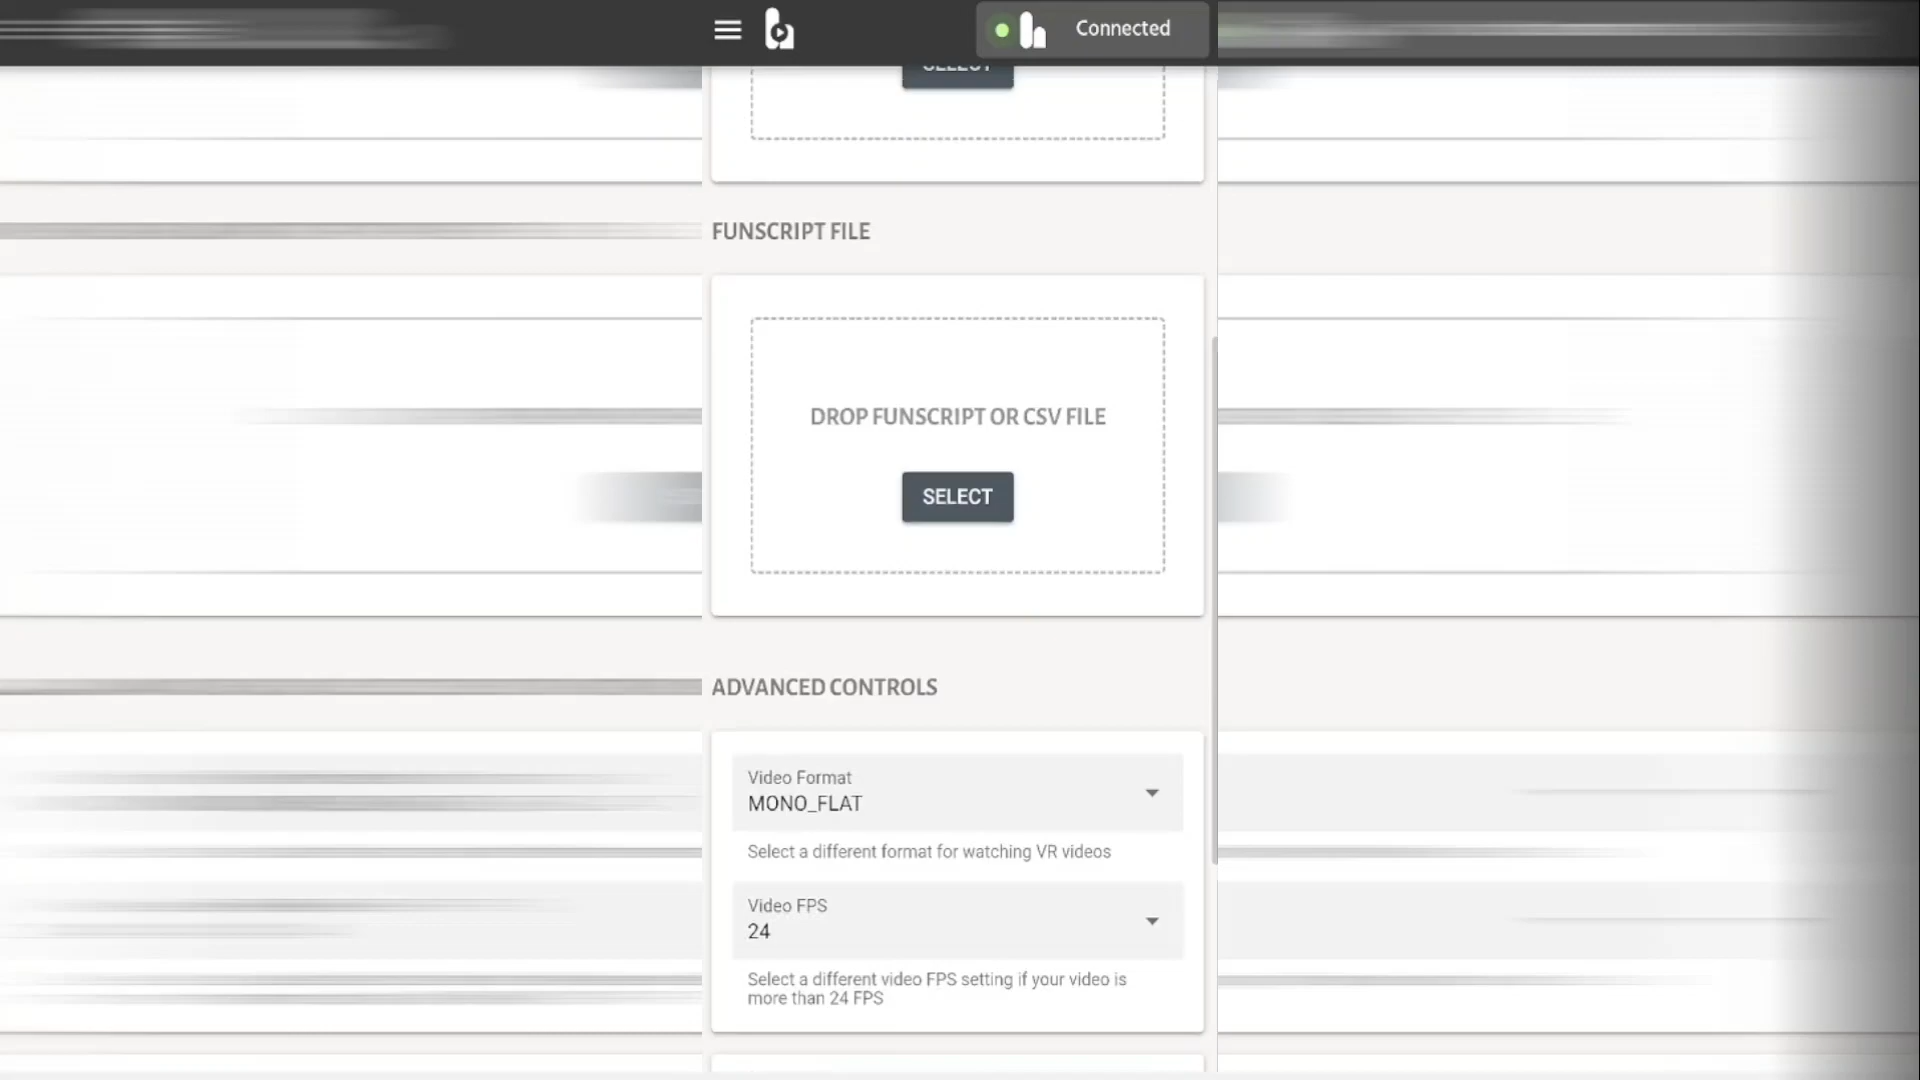 Connected
SELECT
FUNSCRIPT FILE
DROP FUNSCRIPT OR CSV FILE
SELECT
ADVANCED CONTROLS
Video Format
MONO_FLAT
Select a different format for watching VR videos
Video FPS
24
Select a different video FPS setting if your video is
more than 24 FPS